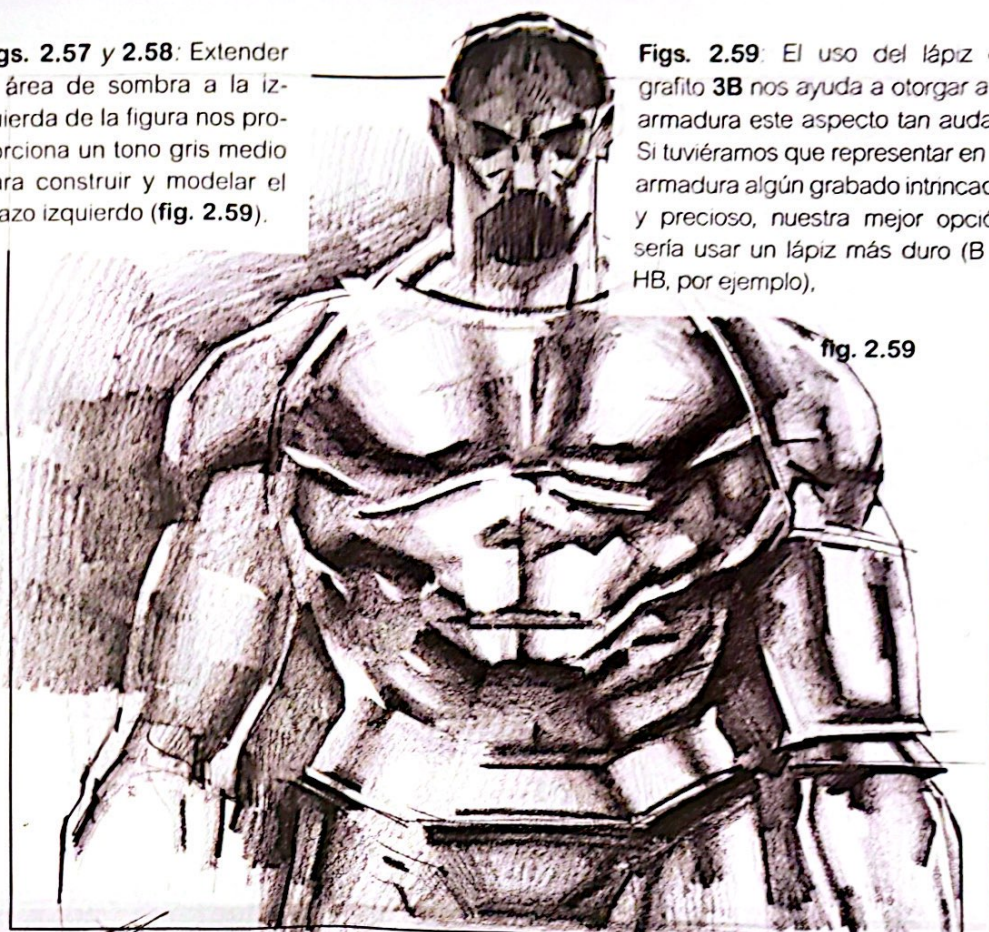 gs. 2.57 y 2.58: Extender
área de sombra a la iz-
uierda de la figura nos pro-
orciona un tono gris medio
ra construir y modelar el
azo izquierdo (fig. 2.59).
Figs. 2.59: El uso del lápiz
grafito 3B nos ayuda a otorgar a
armadura este aspecto tan auda
Si tuviéramos que representar en
armadura algún grabado intrincad
y precioso, nuestra mejor opció
sería usar un lápiz más duro (B
HB, por ejemplo),
fig. 2.59